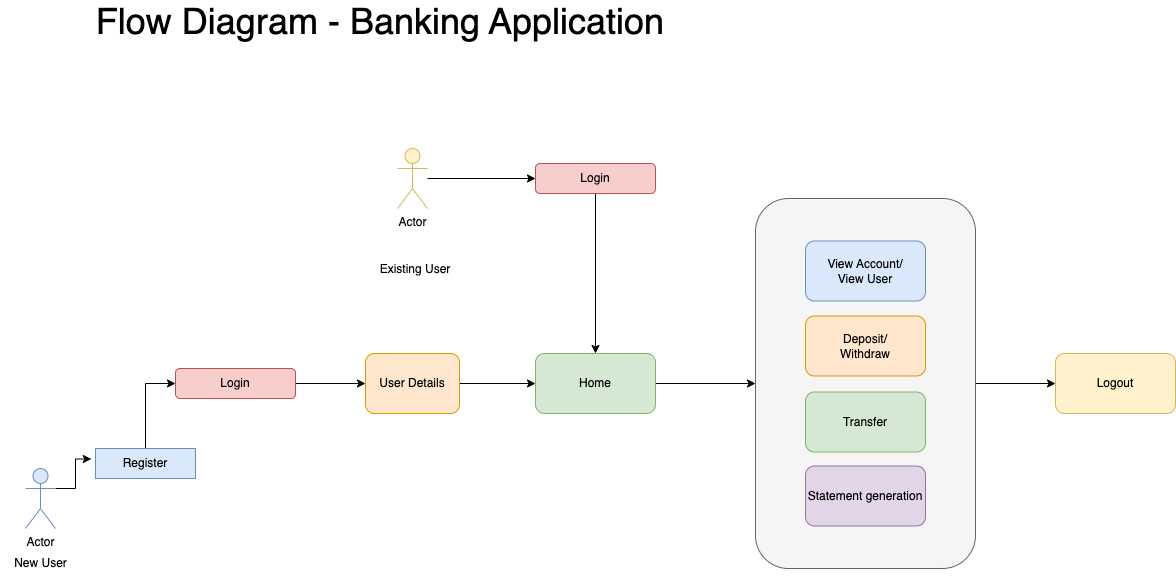 Flow Diagram - Banking Application
Actor
Existing User
Login
View Account/
View User
Deposit/
Withdraw
Transfer
Statement generation
Login
User Details
Home
Logout
Register
Actor
New User